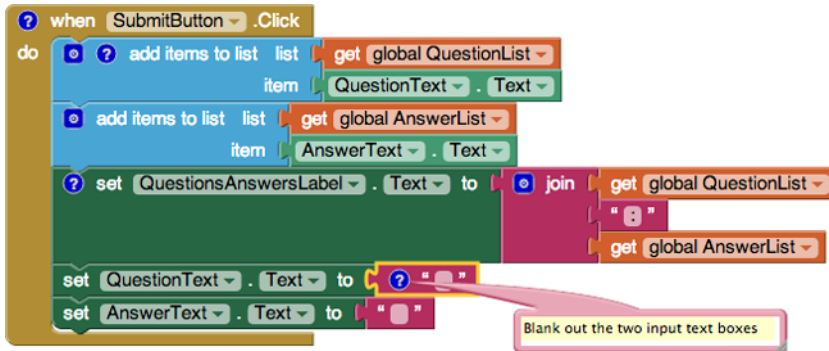 ? when SubmitButton .Click
do ? add items to list list get global QuestionList
item QuestionText . Text
add items to list list get global AnswerList
item AnswerText . Text
? set QuestionsAnswersLabel . Text to join get global QuestionList
" : "
get global AnswerList
set QuestionText . Text to ? " "
set AnswerText . Text to " "
Blank out the two input text boxes